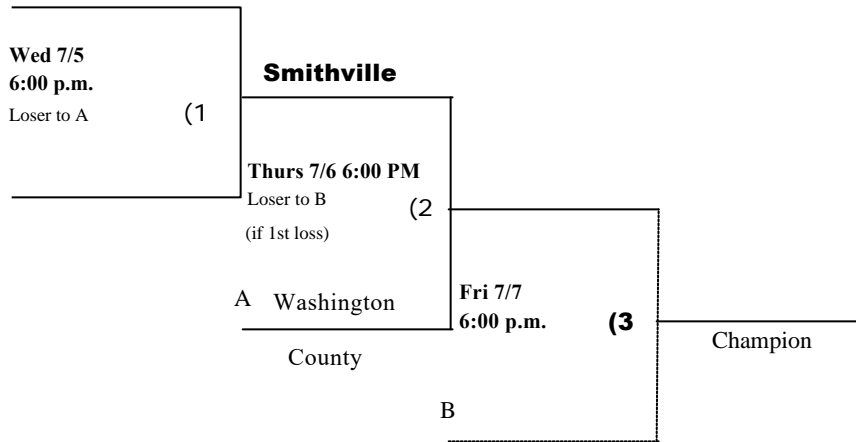 Wed 7/5
6:00 p.m.
Loser to A
(1
Smithville
Thurs 7/6 6:00 PM
Loser to B
(if 1st loss)
(2
A Washington
County
Fri 7/7
6:00 p.m.
(3
B
Champion